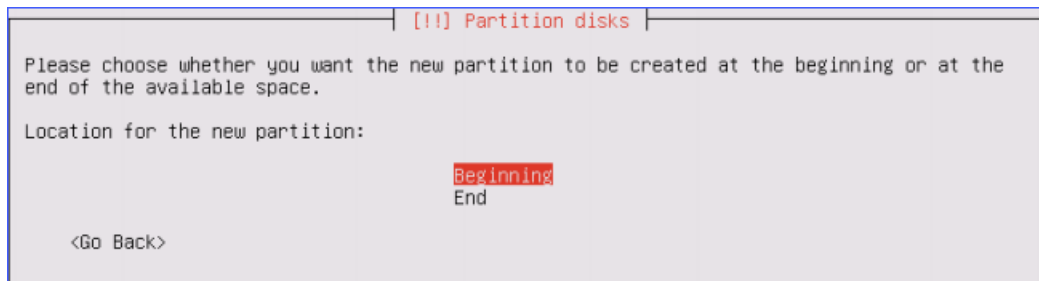 [!!] Partition disks
Please choose whether you want the new partition to be created at the beginning or at the
end of the available space.
Location for the new partition:
Beginning
End
<Go Back>